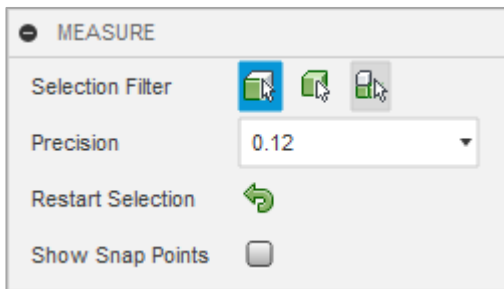 MEASURE
Selection Filter
Precision 0.12
Restart Selection
Show Snap Points